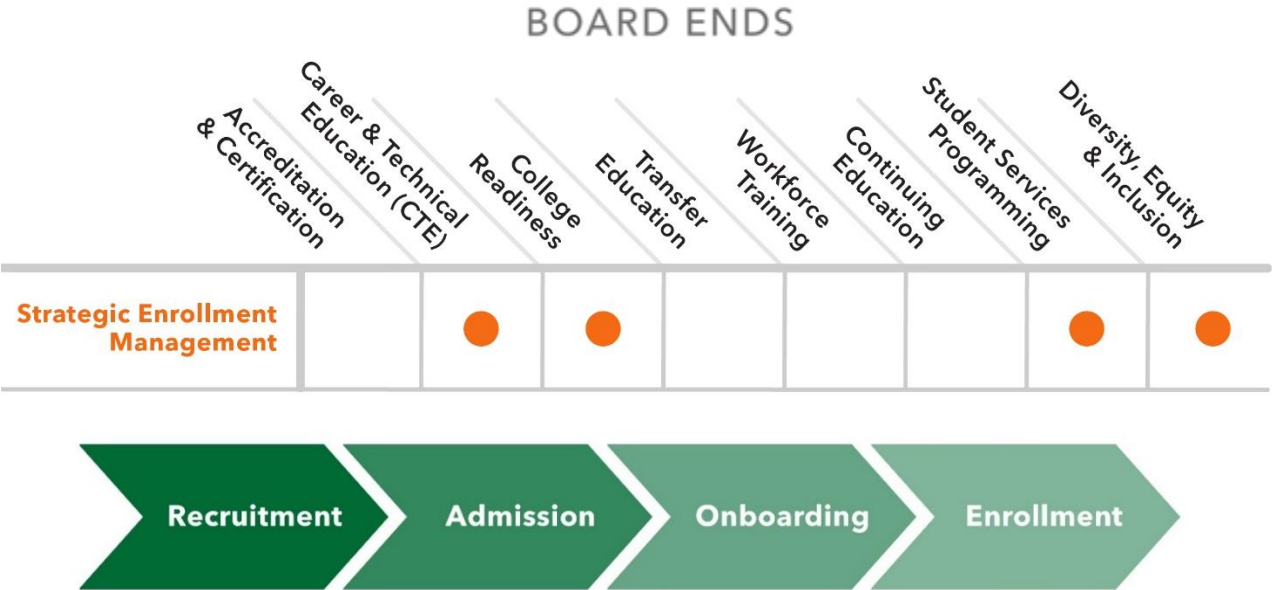 BOARD ENDS
Accreditation
& Certification
Career & Technical
Education (CTE)
College
Readiness
Transfer
Education
Workforce
Training
Continuing
Education
Student Services
Programming
Diversity, Equity
& Inclusion
Strategic Enrollment
Management
Recruitment
Admission
Onboarding
Enrollment